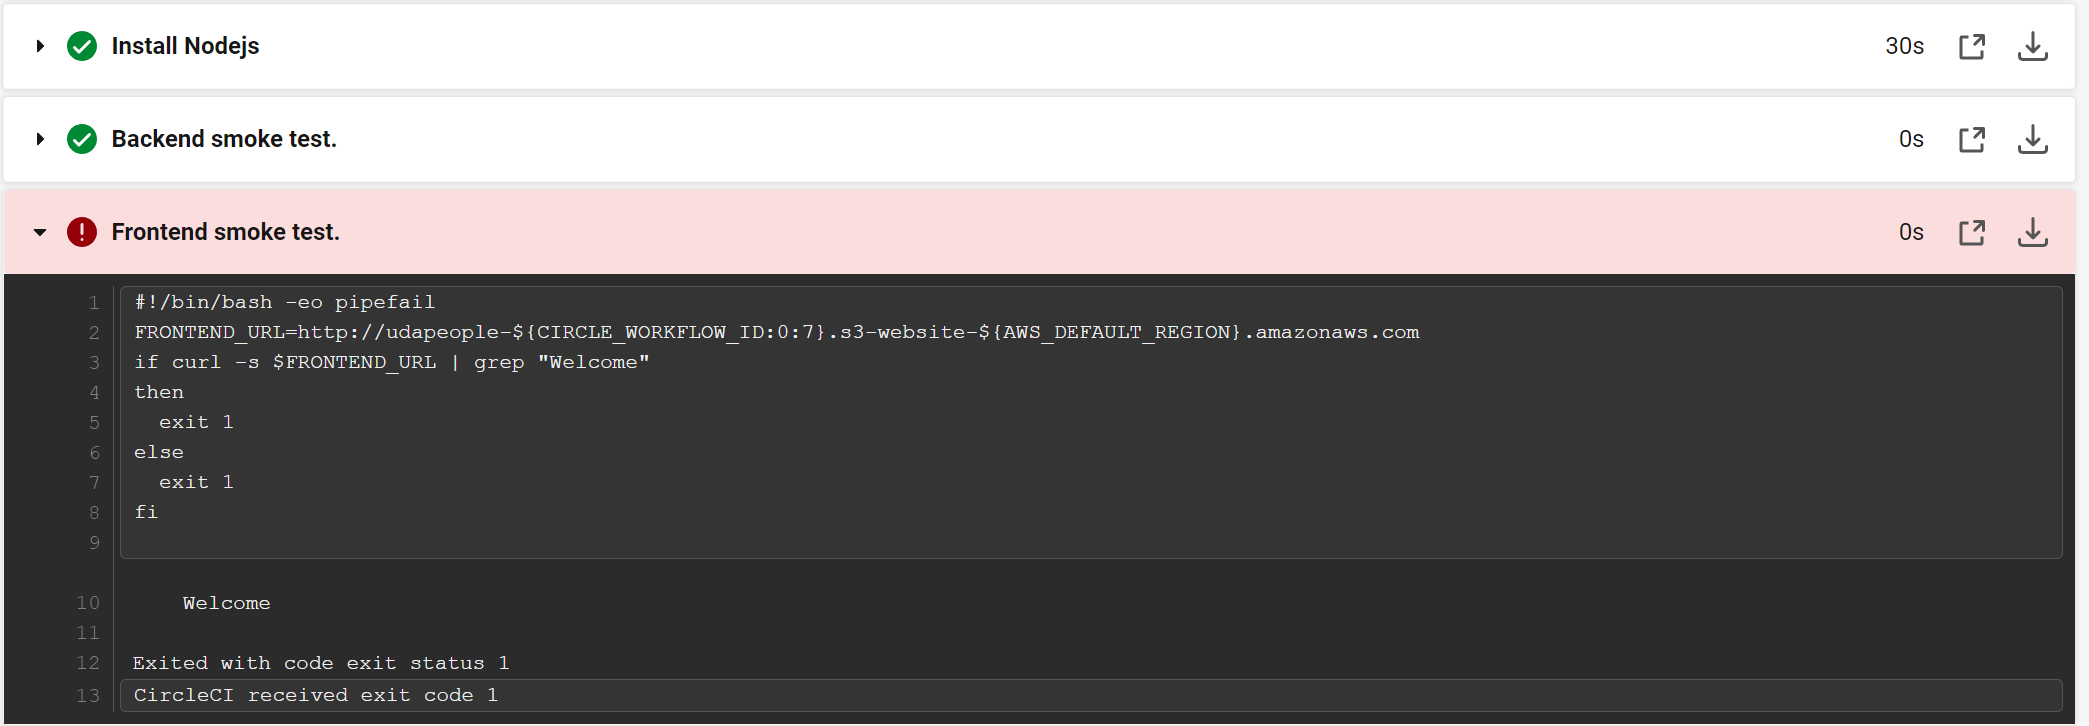 Install Nodejs 30s
Backend smoke test. 0s
Frontend smoke test. 0s
1 #!/bin/bash -eo pipefail
2 FRONTEND_URL=http://udapeople-${CIRCLE_WORKFLOW_ID:0:7}.s3-website-${AWS_DEFAULT_REGION}.amazonaws.com
3 if curl -s $FRONTEND_URL | grep "Welcome"
4 then
5   exit 1
6 else
7   exit 1
8 fi
9
10     Welcome
11
12 Exited with code exit status 1
13 CircleCI received exit code 1